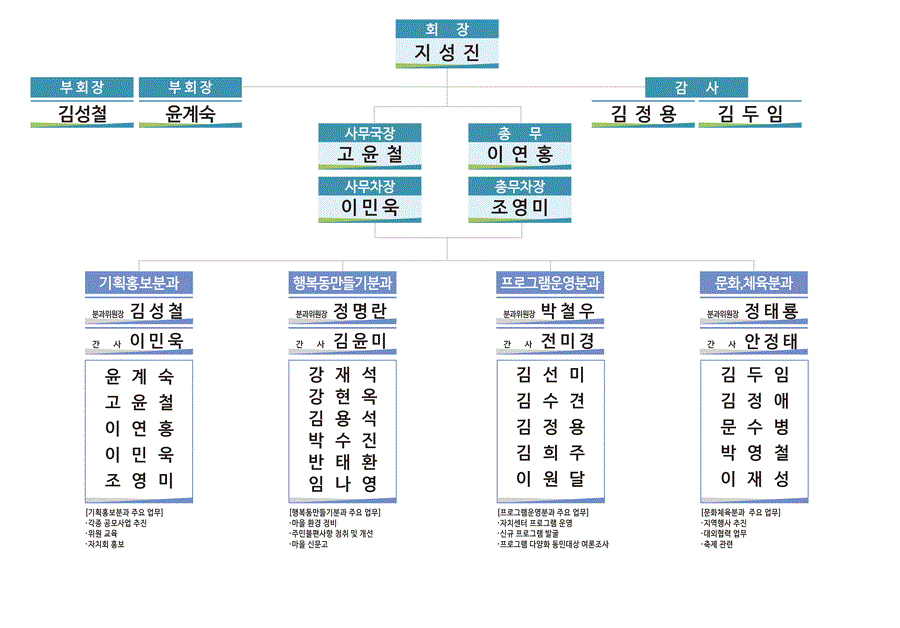 회 장
지 성 진
부 회 장
김성철
부 회 장
윤계숙
감 사
김 정 용
김 두 임
사무국장
고 윤 철
총 무
이 연 홍
사무차장
이 민 욱
총무차장
조 영 미
기획홍보분과
분과위원장 김 성 철
간 사 이 민 욱
윤 계 숙
고 윤 철
이 연 홍
이 민 욱
조 영 미
[기획홍보분과 주요 업무]
·각종 공모사업 추진
·위원 교육
·자치회 홍보
행복동만들기분과
분과위원장 정 명 란
간 사 김 윤 미
강 재 석
강 현 옥
김 용 석
박 수 진
반 태 환
임 나 영
[행복동만들기분과 주요 업무]
·마을 환경 정비
·주민불편사항 청취 및 개선
·마을 신문고
프로그램운영분과
분과위원장 박 철 우
간 사 전 미 경
김 선 미
김 수 견
김 정 용
김 희 주
이 원 달
[프로그램운영분과 주요 업무]
·자치센터 프로그램 운영
·신규 프로그램 발굴
·프로그램 다양화 동민대상 여론조사
문화,체육분과
분과위원장 정 태 룡
간 사 안 정 태
김 두 임
김 정 애
문 수 병
박 영 철
이 재 성
[문화체육분과 주요 업무]
·지역행사 추진
·대외협력 업무
·축제 관련